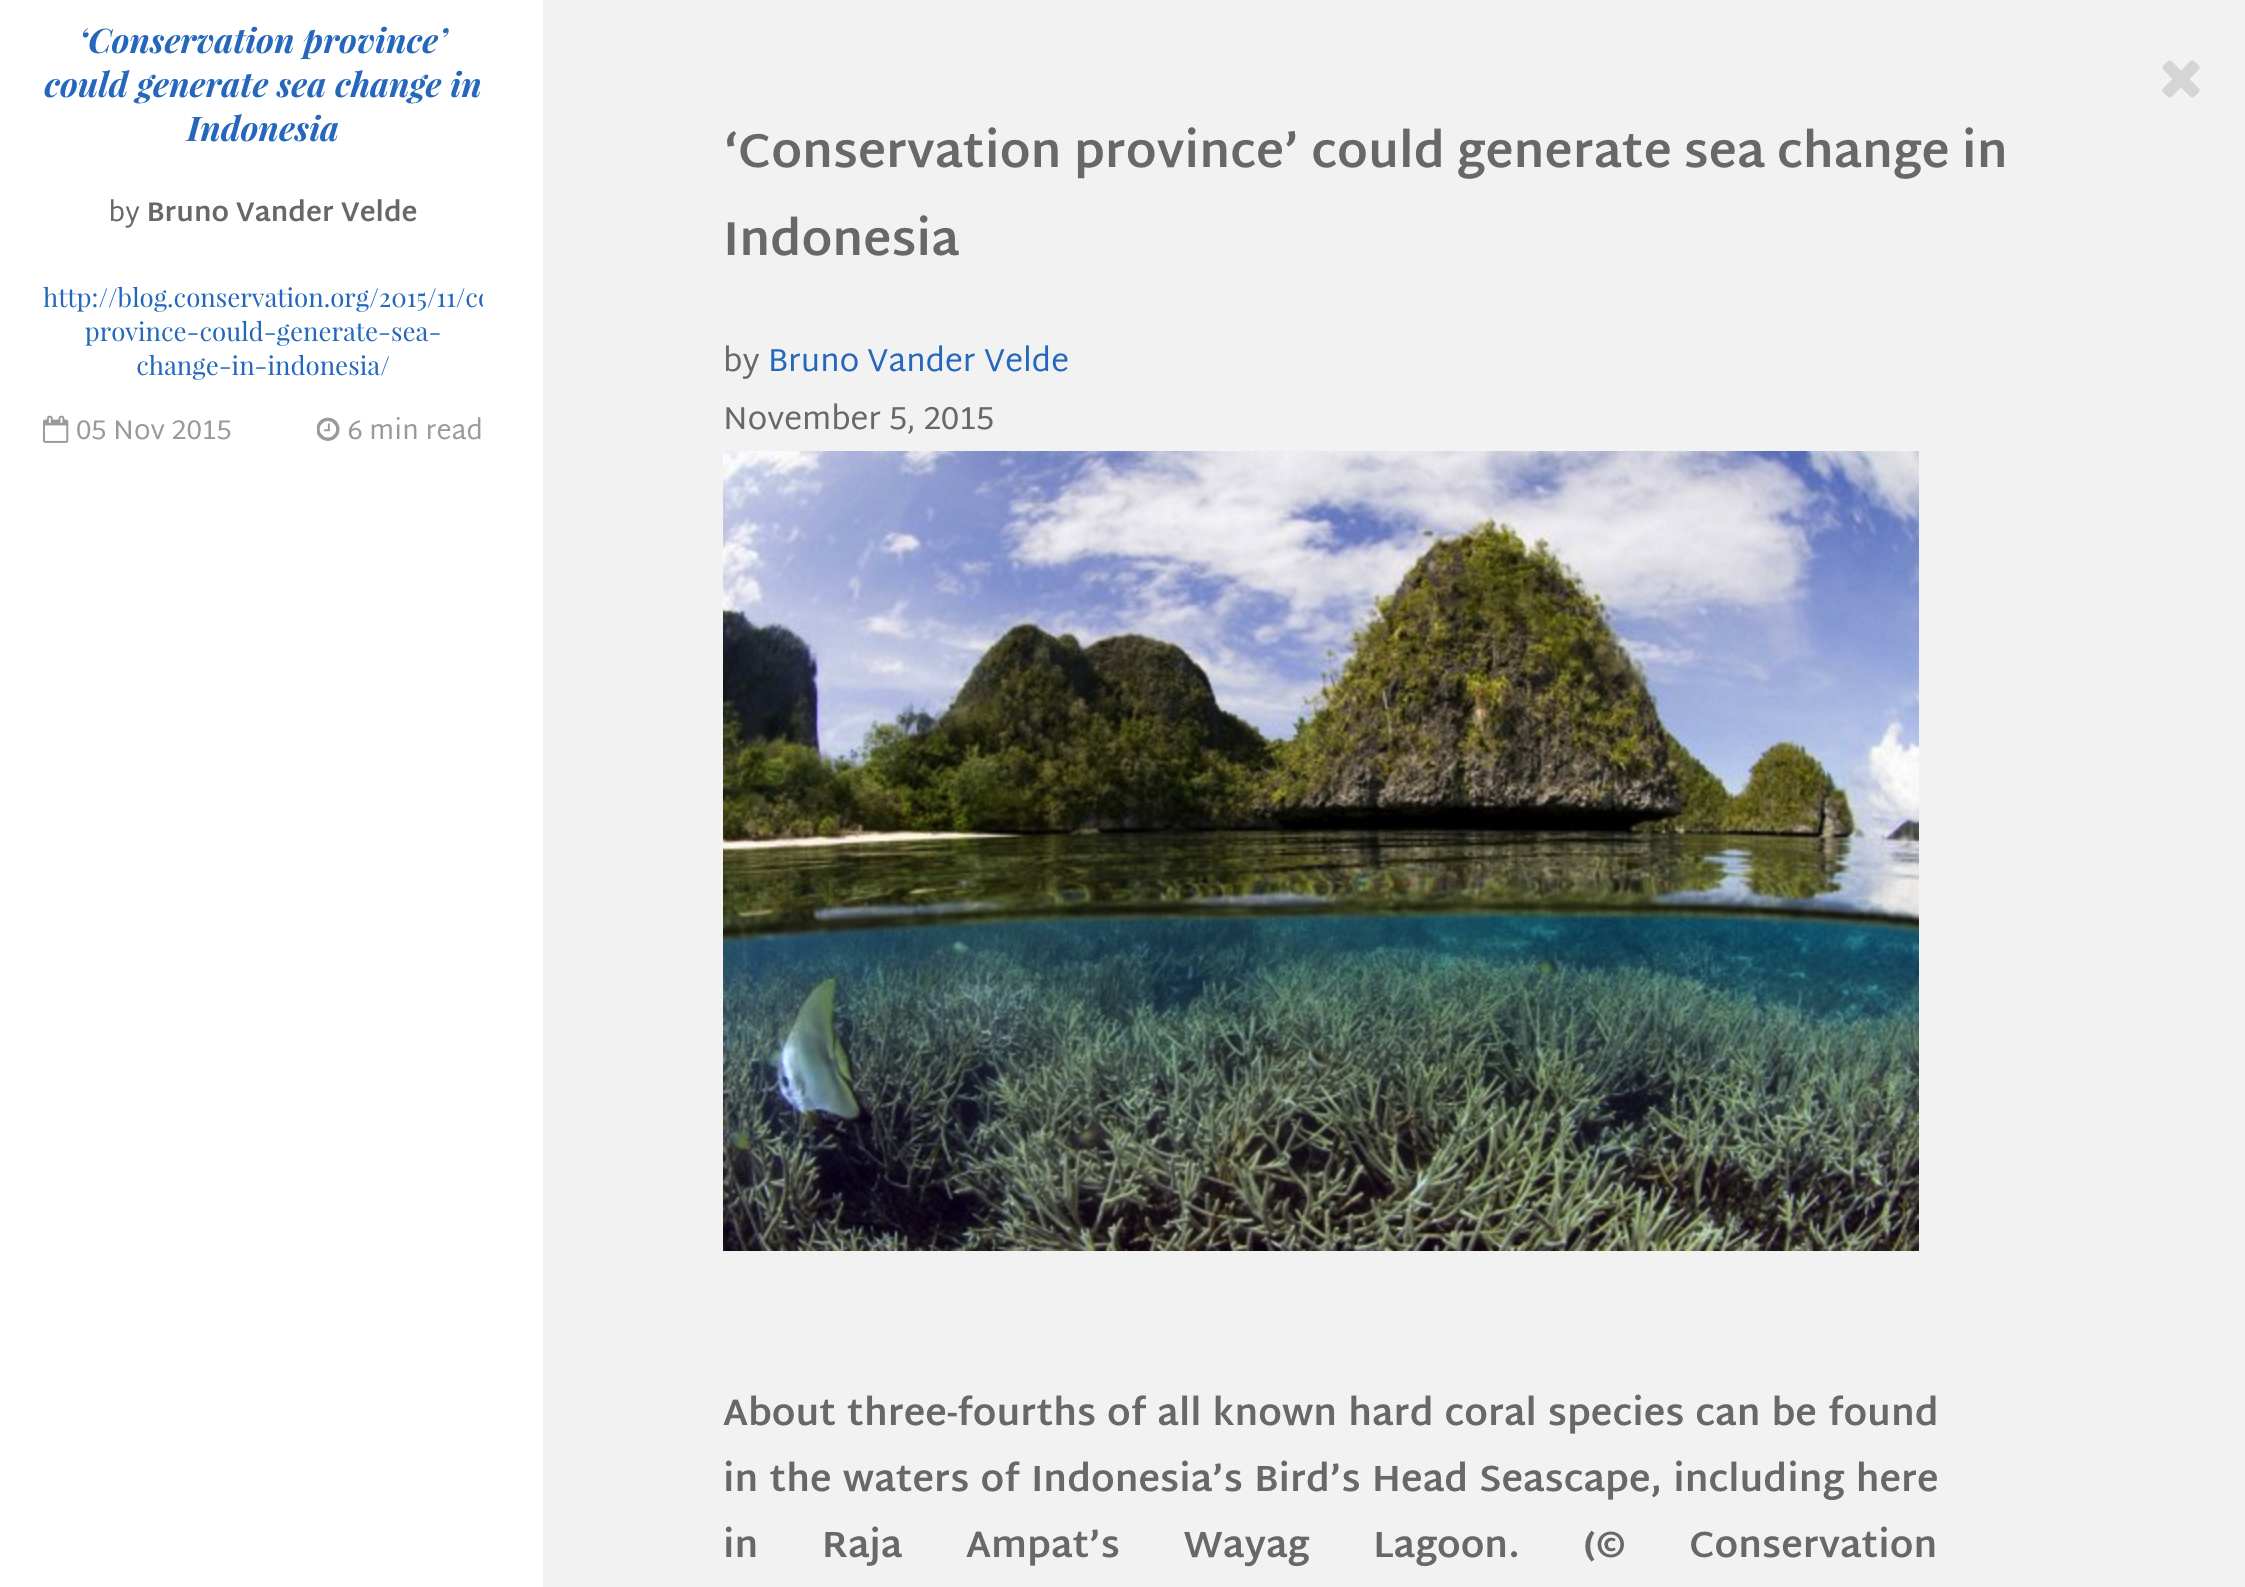 ‘Conservation province’
could generate sea change in
Indonesia
by Bruno Vander Velde
http://blog.conservation.org/2015/11/co
province-could-generate-sea-
change-in-indonesia/
05 Nov 2015
6 min read
‘Conservation province’ could generate sea change in
Indonesia
by Bruno Vander Velde
November 5, 2015
About three-fourths of all known hard coral species can be found
in the waters of Indonesia’s Bird’s Head Seascape, including here
in Raja Ampat’s Wayag Lagoon. (© Conservation